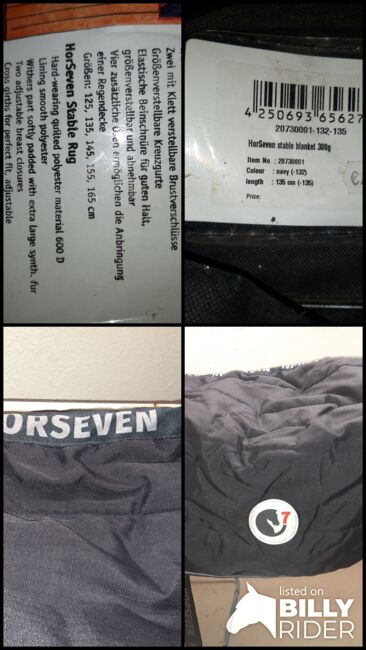 Zwei mit Klett verstellbare Brustverschlüsse
Größenverstellbare Kreuzgurte
Elastische Beinschnüre für guten Halt,
größenverstellbar und abnehmbar
Vier zusätzliche Ösen ermöglichen die Anbringung
einer Regendecke
Größen: 125, 135, 145, 155, 165 cm
HorSeven Stable Rug
Hard-wearing quilted polyester material 600 D
Lining smooth polyester
Withers part softly padded with extra large synth. fur
Two adjustable breast closures
Cross girths for perfect fit, adjustable
4 250693 65627
20730001-132-135
HorSeven stable blanket 300g
Item No : 20730001
Colour : navy (-132)
length : 135 cm (-135)
Price:
€
ORSEVEN
7
listed on
BILLY
RIDER